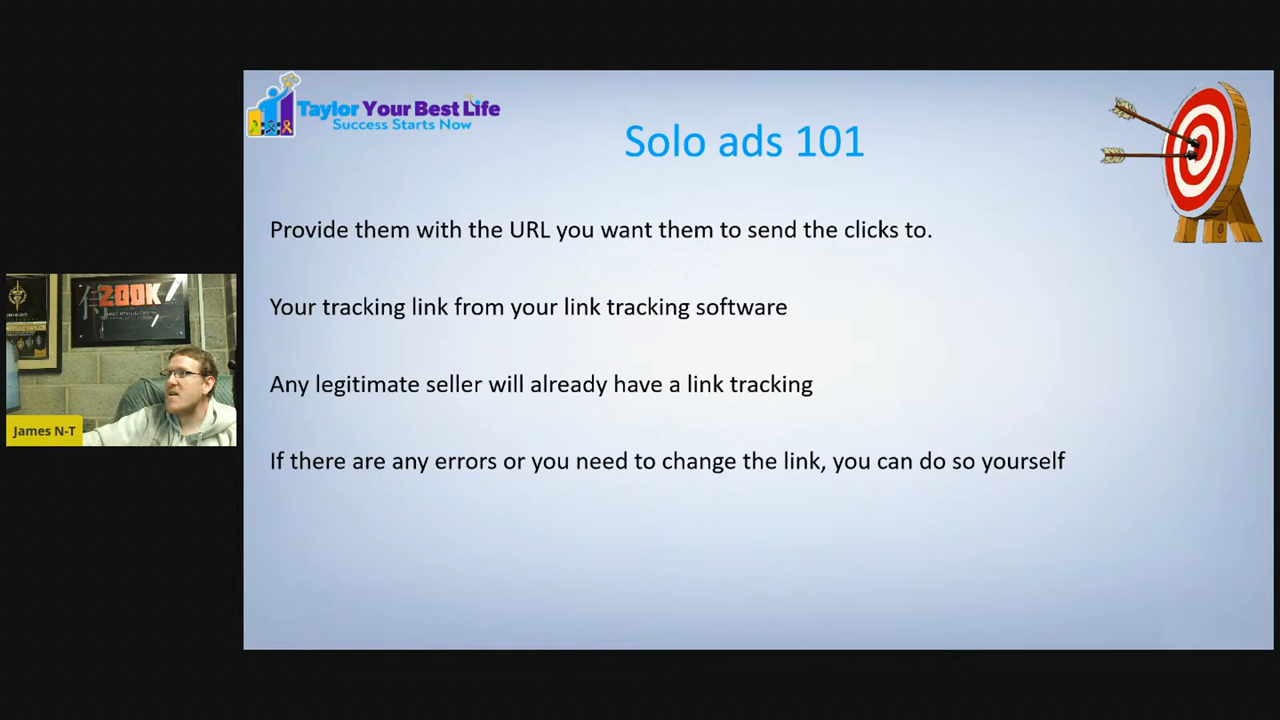 Taylor Your Best Life
Success Starts Now
Solo ads 101
Provide them with the URL you want them to send the clicks to.
Your tracking link from your link tracking software
Any legitimate seller will already have a link tracking
If there are any errors or you need to change the link, you can do so yourself
200K
James N-T